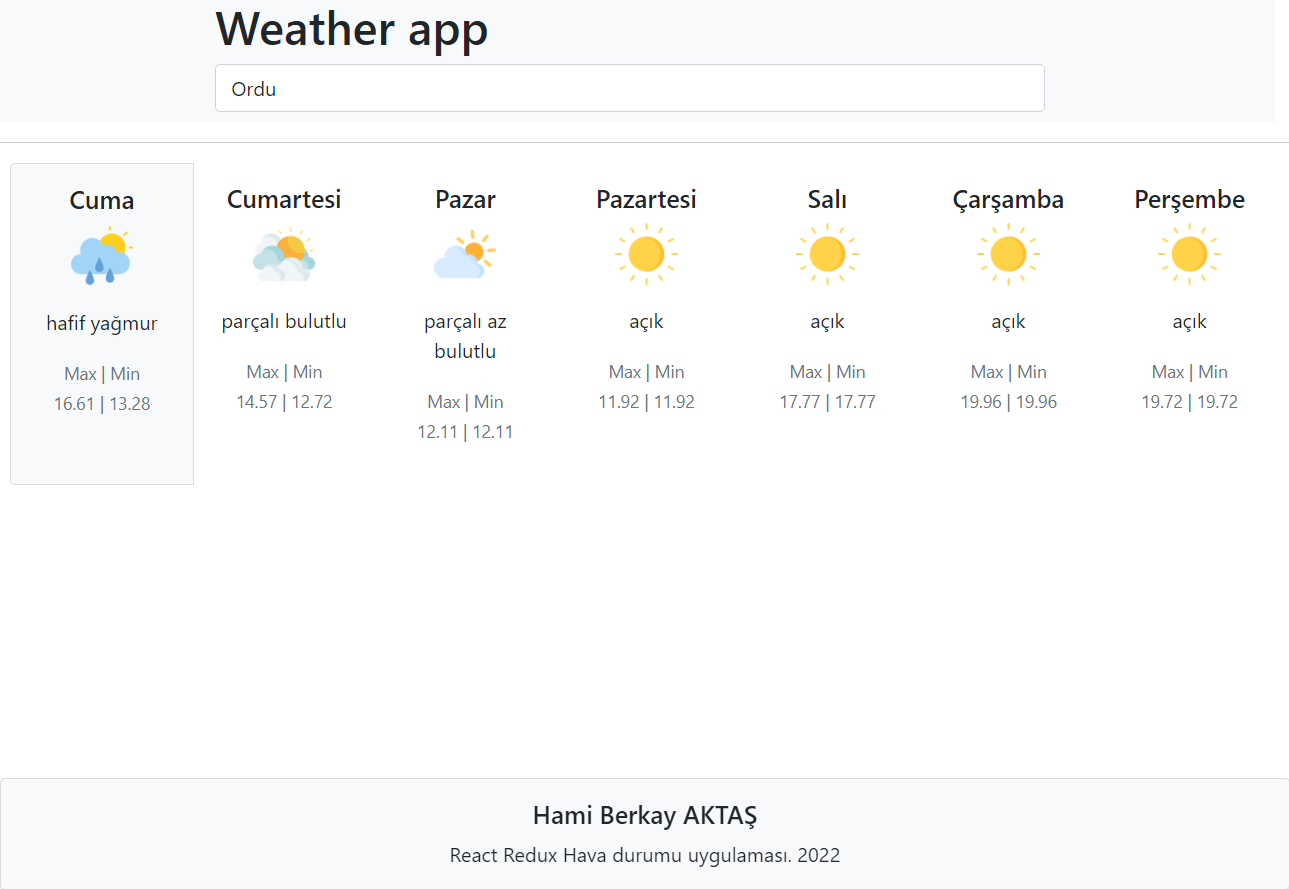 Weather app
Ordu
Cuma
hafif yağmur
Max | Min
16.61 | 13.28
Cumartesi
parçalı bulutlu
Max | Min
14.57 | 12.72
Pazar
parçalı az
bulutlu
Max | Min
12.11 | 12.11
Pazartesi
açık
Max | Min
11.92 | 11.92
Salı
açık
Max | Min
17.77 | 17.77
Çarşamba
açık
Max | Min
19.96 | 19.96
Perşembe
açık
Max | Min
19.72 | 19.72
Hami Berkay AKTAŞ
React Redux Hava durumu uygulaması. 2022